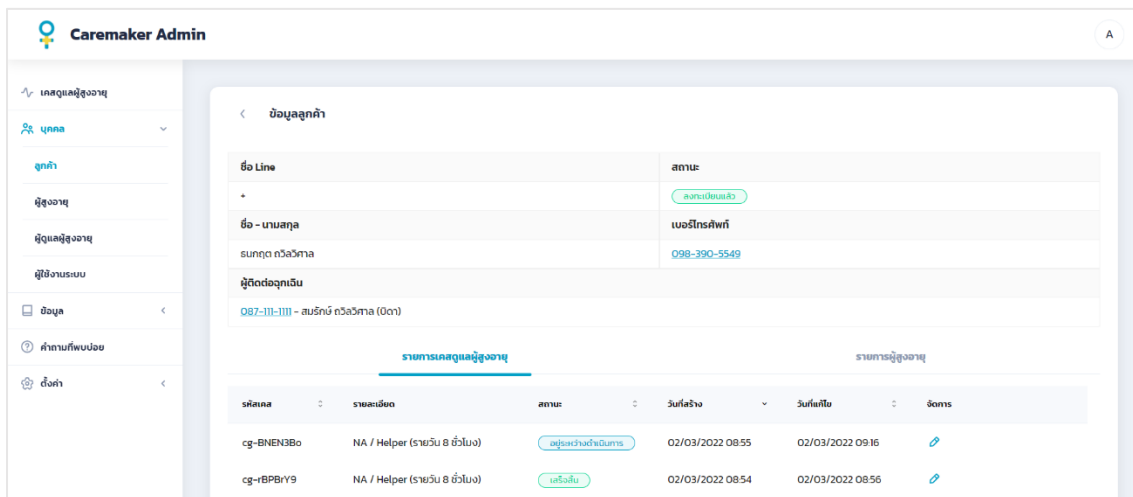 Caremaker Admin
A
เคสดูแลผู้สูงอายุ
บุคคล
ลูกค้า
ผู้สูงอายุ
ผู้ดูแลผู้สูงอายุ
ผู้ใช้งานระบบ
ข้อมูล
คำถามที่พบบ่อย
ตั้งค่า
ข้อมูลลูกค้า
ชื่อ Line สถานะ
+ ลงทะเบียนแล้ว
ชื่อ - นามสกุล เบอร์โทรศัพท์
ธนกฤต ถวิลวิศาล 098-390-5549
ผู้ติดต่อฉุกเฉิน
087-111-1111 - สมรักษ์ ถวิลวิศาล (บิดา)
รายการเคสดูแลผู้สูงอายุ รายการผู้สูงอายุ
รหัสเคส รายละเอียด สถานะ วันที่สร้าง วันที่แก้ไข จัดการ
cg-BNEN3Bo NA / Helper (รายวัน 8 ชั่วโมง) อยู่ระหว่างดำเนินการ 02/03/2022 08:55 02/03/2022 09:16
cg-rBPBrY9 NA / Helper (รายวัน 8 ชั่วโมง) เสร็จสิ้น 02/03/2022 08:54 02/03/2022 08:56